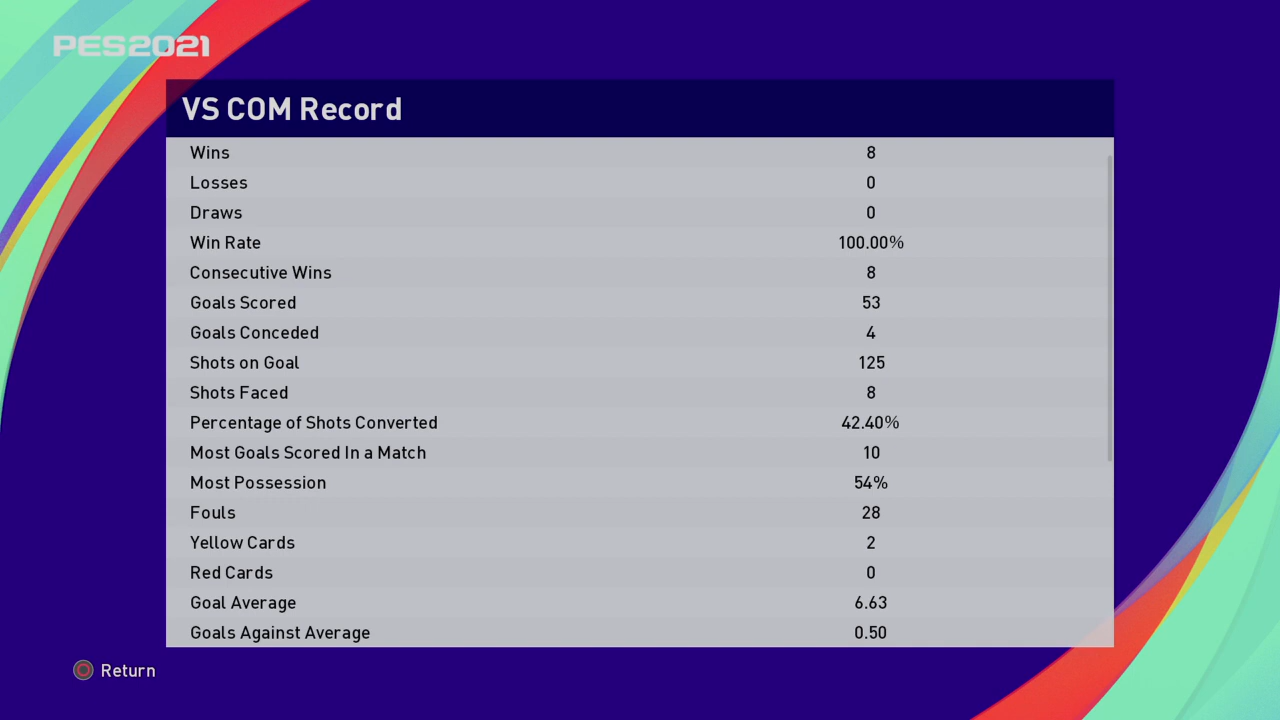 PES2021
VS COM Record
Wins 8
Losses 0
Draws 0
Win Rate 100.00%
Consecutive Wins 8
Goals Scored 53
Goals Conceded 4
Shots on Goal 125
Shots Faced 8
Percentage of Shots Converted 42.40%
Most Goals Scored In a Match 10
Most Possession 54%
Fouls 28
Yellow Cards 2
Red Cards 0
Goal Average 6.63
Goals Against Average 0.50
Return